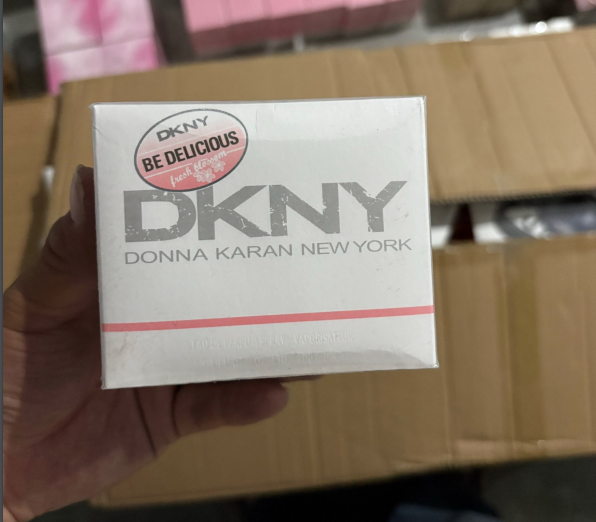 DKNY
BE DELICIOUS
fresh blossom
DKNY
DONNA KARAN NEW YORK